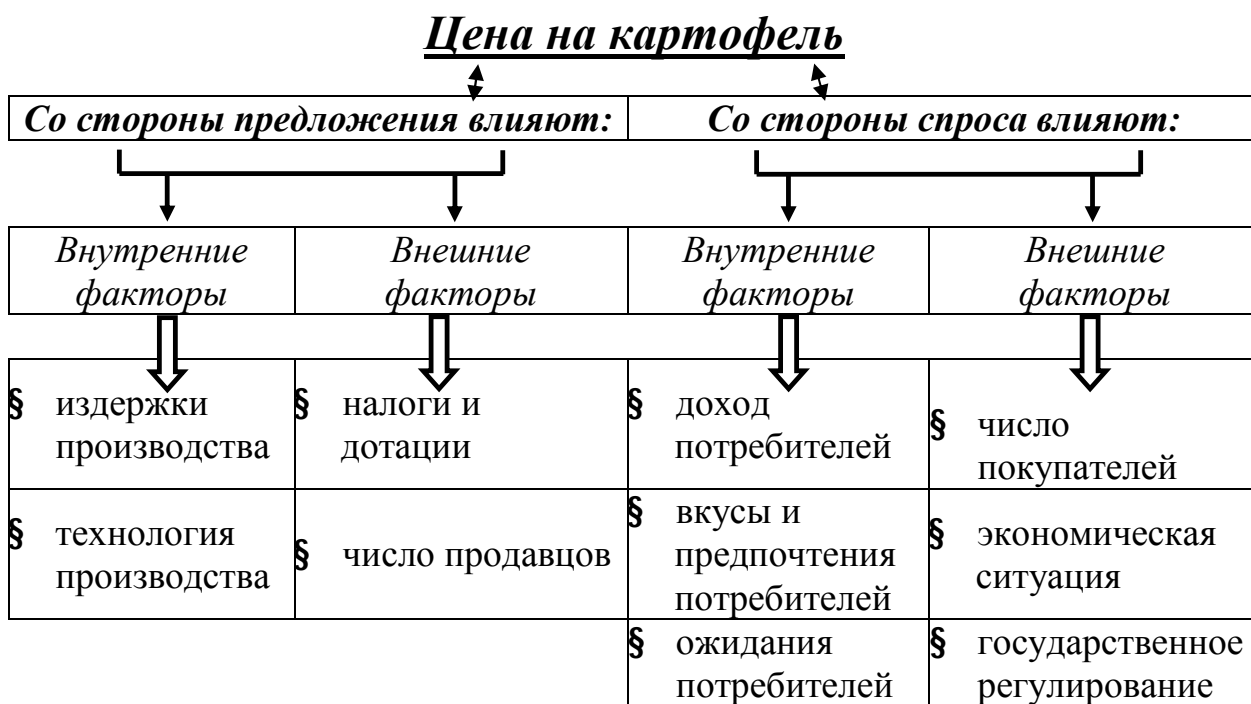 Цена на картофель
Со стороны предложения влияют:
Со стороны спроса влияют:
Внутренние
факторы
Внешние
факторы
Внутренние
факторы
Внешние
факторы
§ издержки
производства
§ налоги и
дотации
§ доход
потребителей
§ число
покупателей
§ технология
производства
§ число продавцов
§ вкусы и
предпочтения
потребителей
§ экономическая
ситуация
§ ожидания
потребителей
§ государственное
регулирование